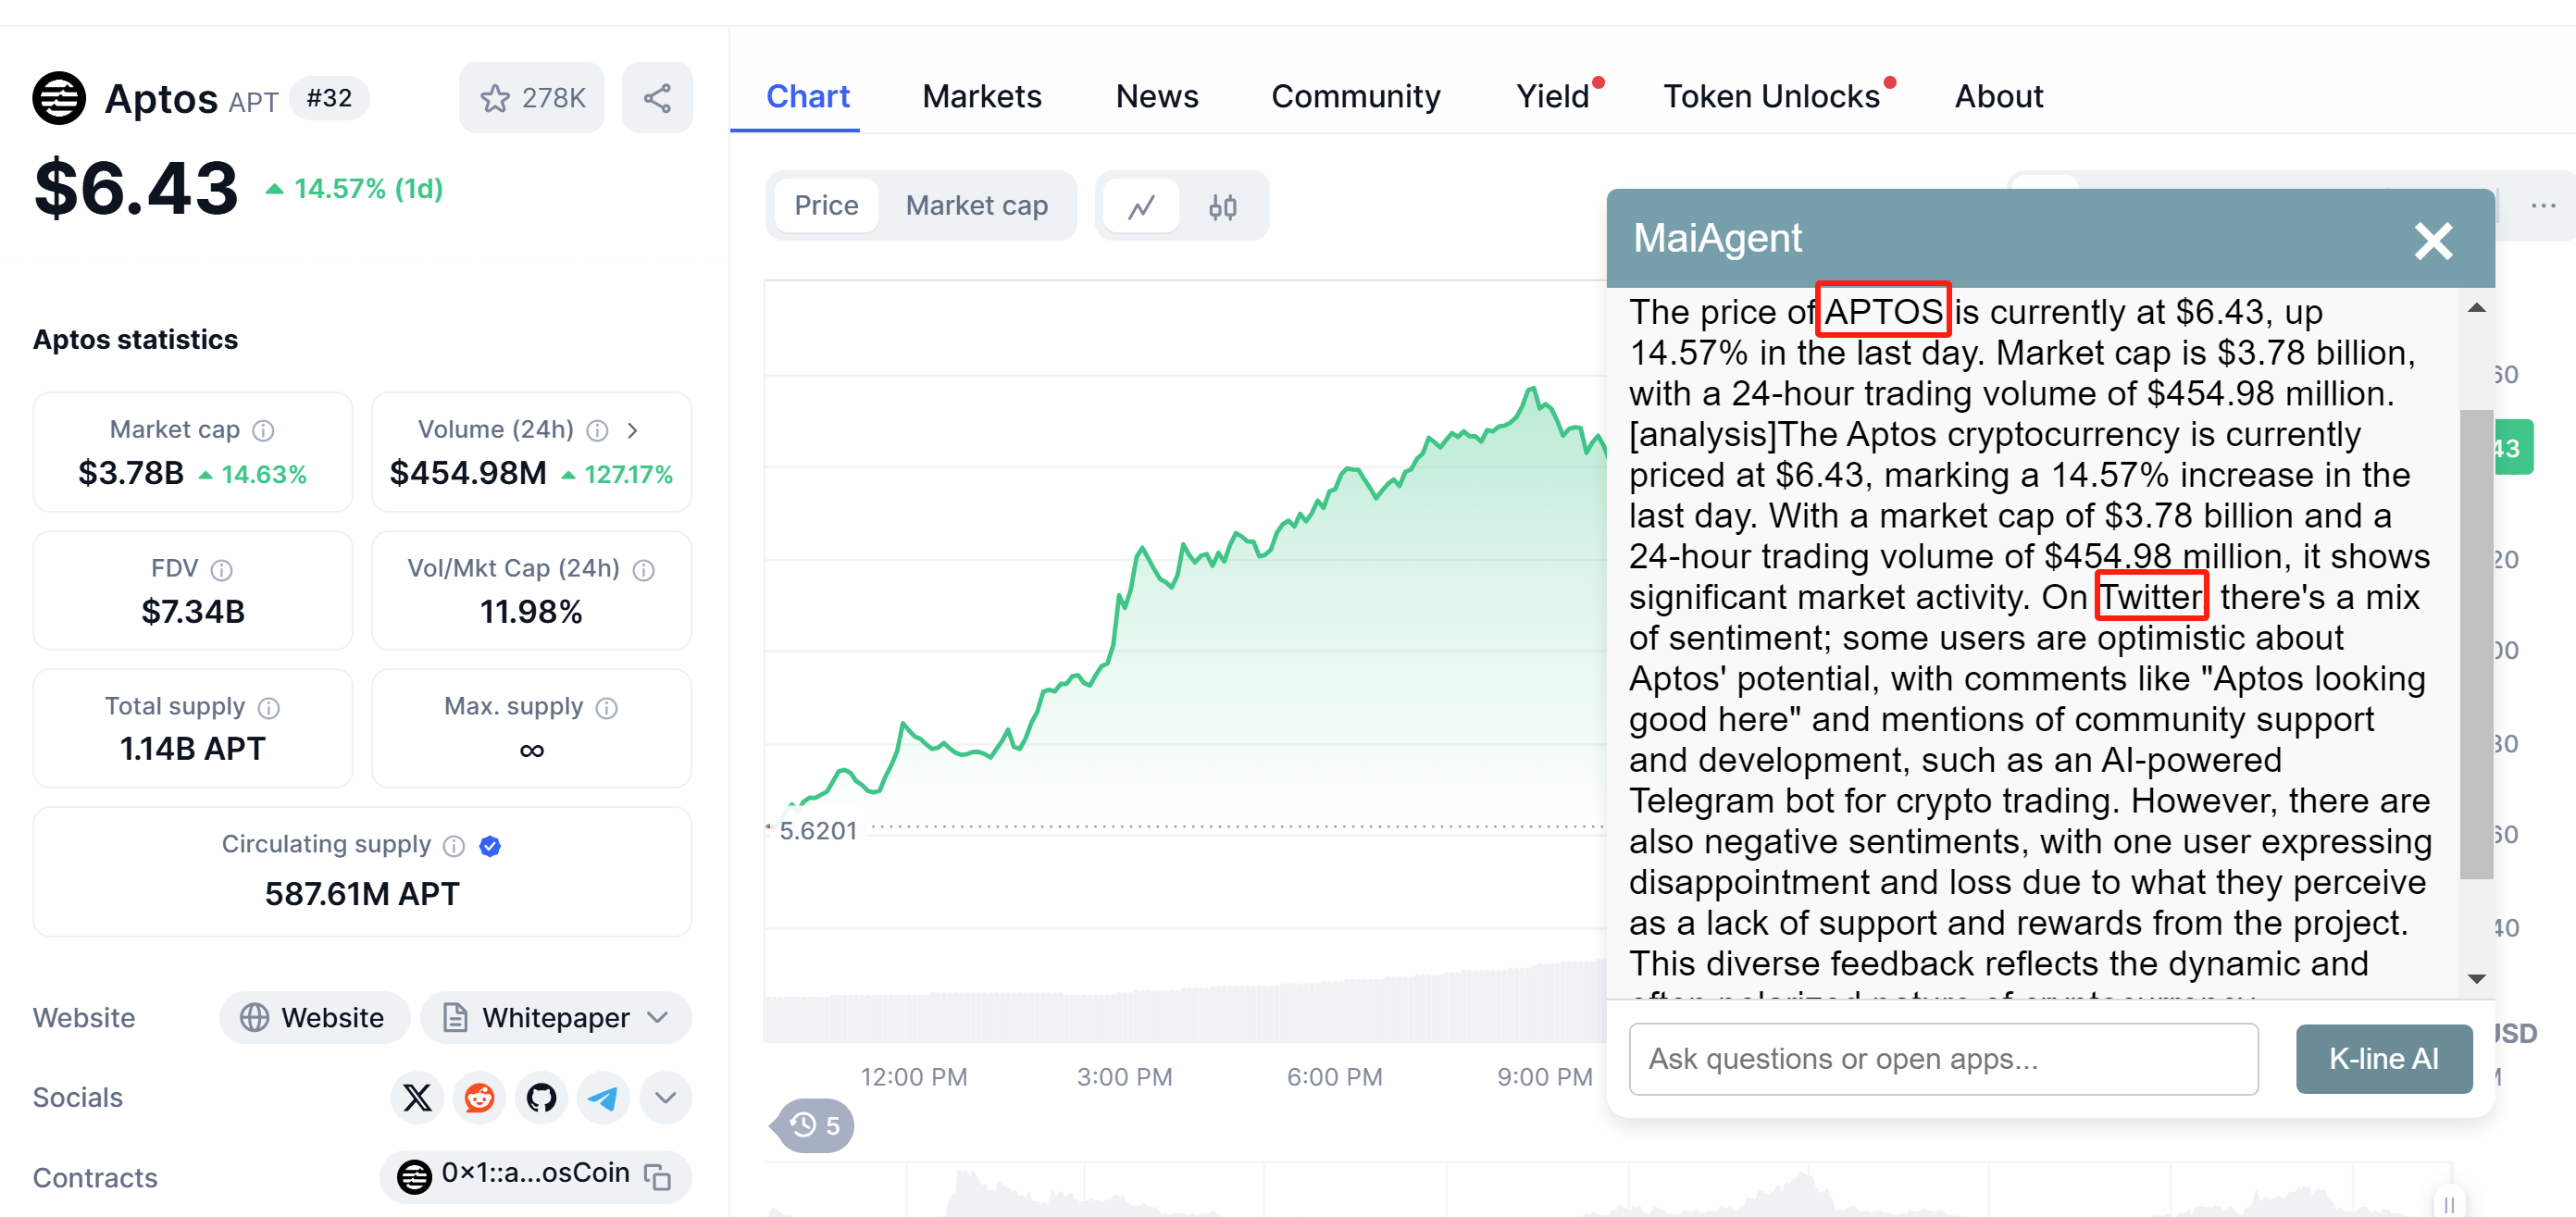 Aptos APT #32 278K
$6.43 14.57% (1d)
Aptos statistics
Market cap
$3.78B 14.63%
Volume (24h)
$454.98M 127.17%
FDV
$7.34B
Vol/Mkt Cap (24h)
11.98%
Total supply
1.14B APT
Max. supply
∞
Circulating supply
587.61M APT
Website Website Whitepaper
Socials
Contracts 0x1::a...osCoin
Chart Markets News Community Yield Token Unlocks About
Price Market cap
5.6201
12:00 PM 3:00 PM 6:00 PM 9:00 PM
5
MaiAgent
The price of APTOS is currently at $6.43, up
14.57% in the last day. Market cap is $3.78 billion,
with a 24-hour trading volume of $454.98 million.
[analysis]The Aptos cryptocurrency is currently
priced at $6.43, marking a 14.57% increase in the
last day. With a market cap of $3.78 billion and a
24-hour trading volume of $454.98 million, it shows
significant market activity. On Twitter, there's a mix
of sentiment; some users are optimistic about
Aptos' potential, with comments like "Aptos looking
good here" and mentions of community support
and development, such as an AI-powered
Telegram bot for crypto trading. However, there are
also negative sentiments, with one user expressing
disappointment and loss due to what they perceive
as a lack of support and rewards from the project.
This diverse feedback reflects the dynamic and
often polarized nature of cryptocurrency
Ask questions or open apps...
K-line AI